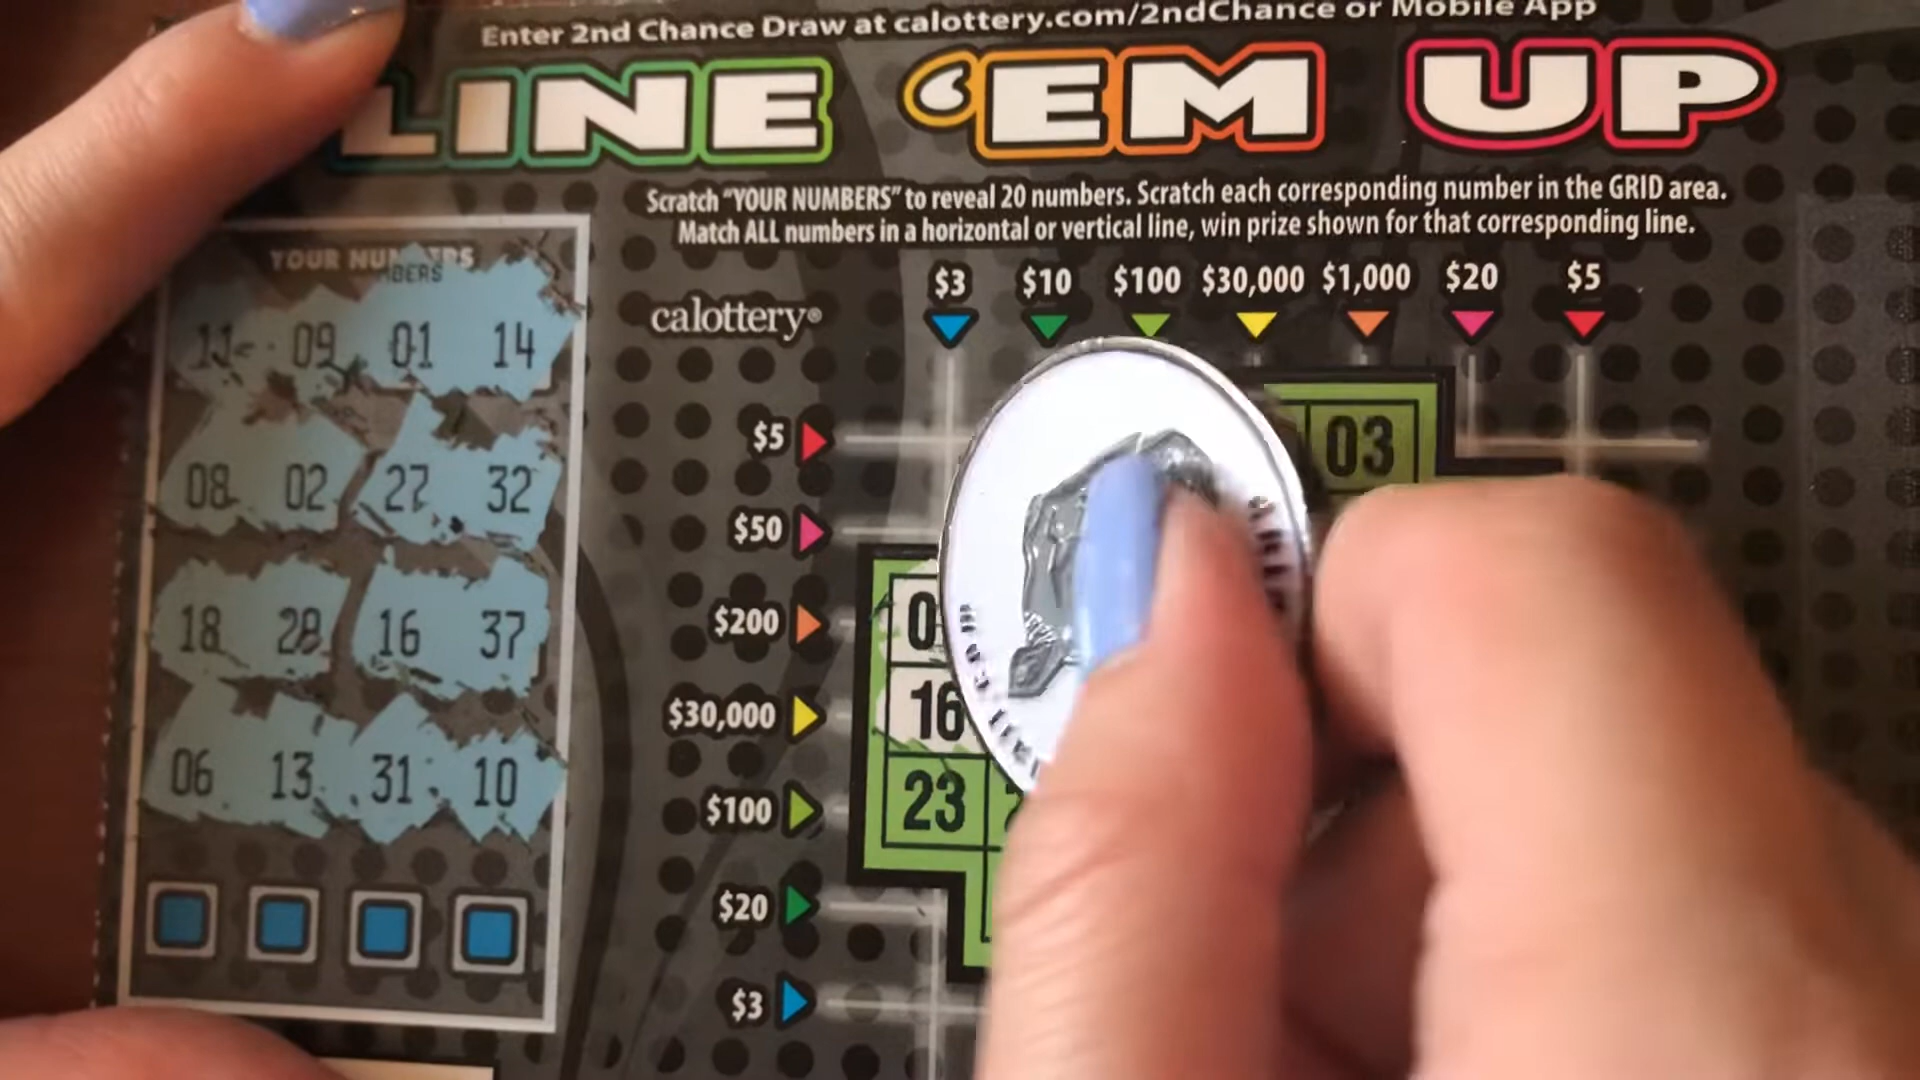 Enter 2nd Chance Draw at calottery.com/2ndChance or Mobile App
LINE ‘EM UP
Scratch “YOUR NUMBERS” to reveal 20 numbers. Scratch each corresponding number in the GRID area.
Match ALL numbers in a horizontal or vertical line, win prize shown for that corresponding line.
YOUR NUMBERS
11 09 01 14
08 02 27 32
18 28 16 37
06 13 31 10
calottery®
$3 $10 $100 $30,000 $1,000 $20 $5
$5
03
$50
$200
$30,000
16
$100
23
$20
$3